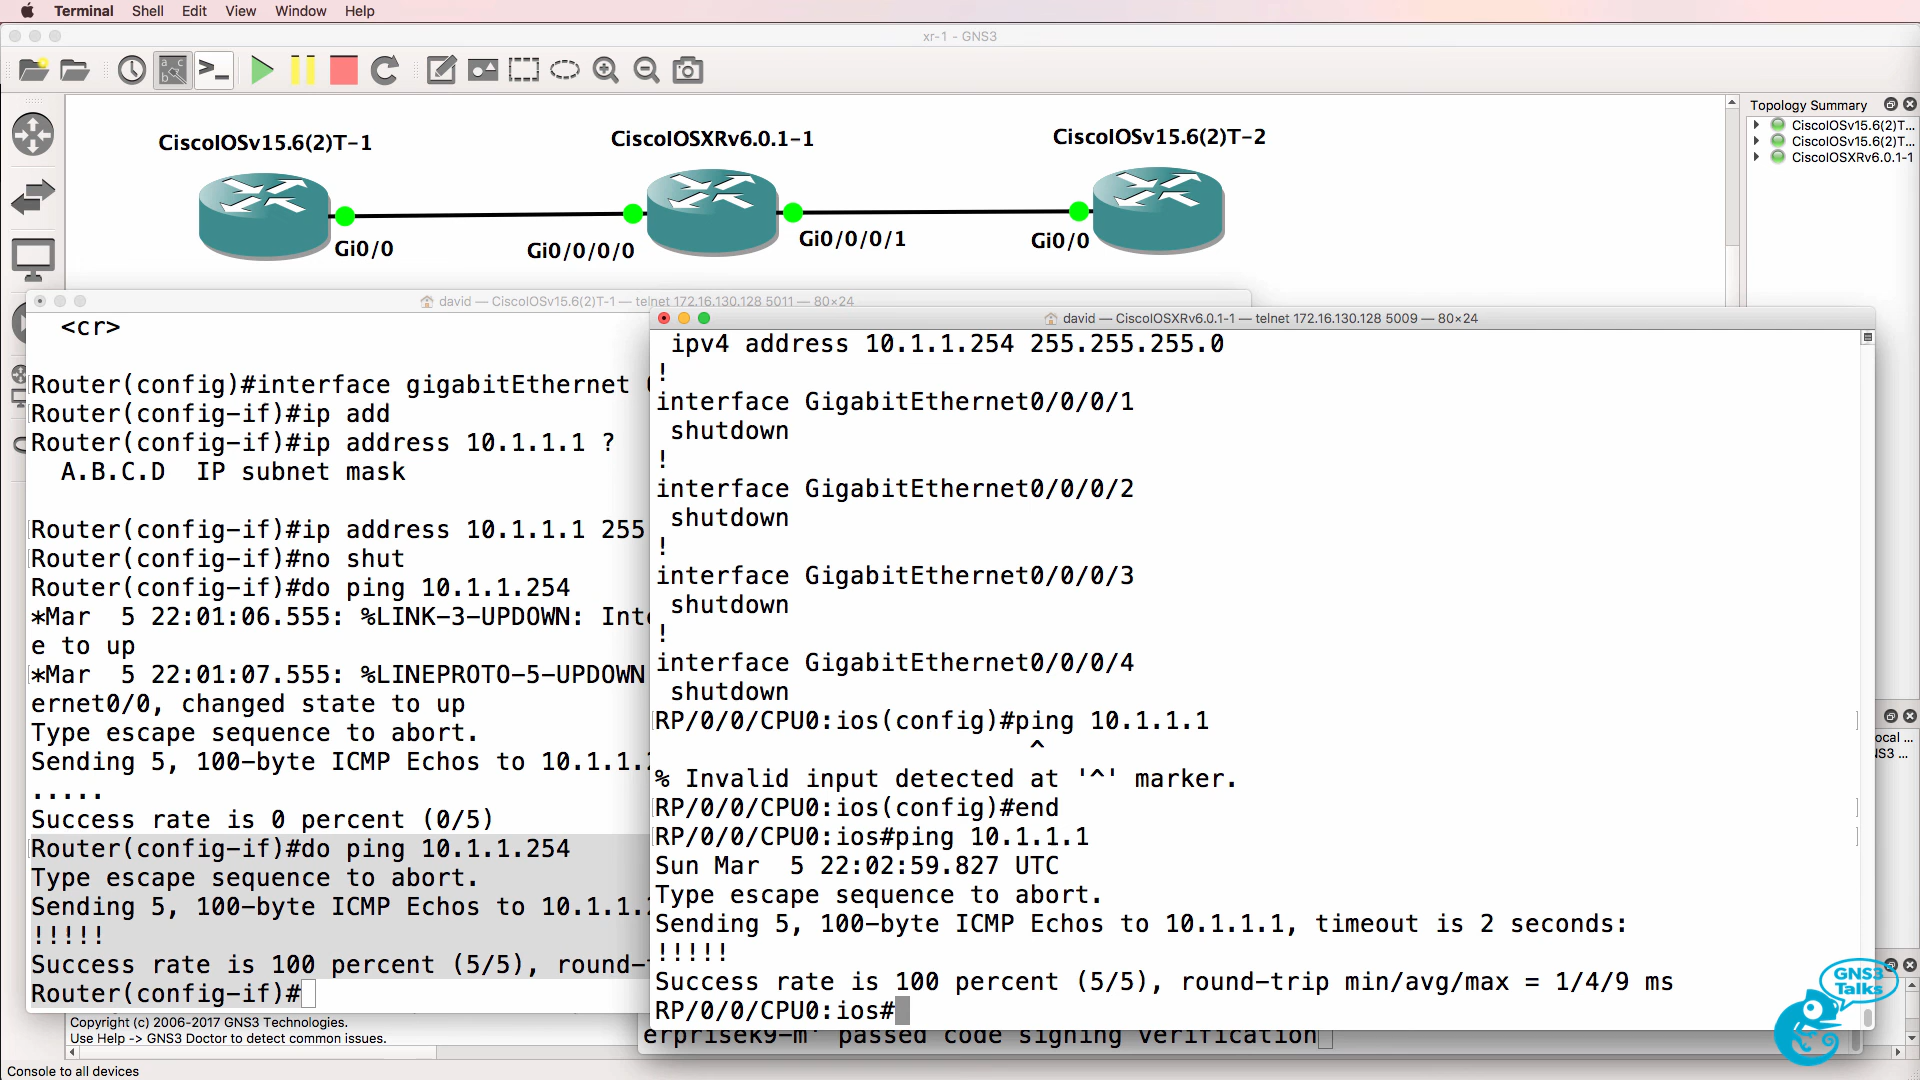 Terminal Shell Edit View Window Help
xr-1 - GNS3
CiscoIOSv15.6(2)T-1
CiscoIOSXRv6.0.1-1
CiscoIOSv15.6(2)T-2
Gi0/0
Gi0/0/0/0
Gi0/0/0/1
Gi0/0
Topology Summary
CiscoIOSv15.6(2)T...
CiscoIOSv15.6(2)T...
CiscoIOSXRv6.0.1-1
david — CiscoIOSv15.6(2)T-1 — telnet 172.16.130.128 5011 — 80×24
<cr>
Router(config)#interface gigabitEthernet
Router(config-if)#ip add
Router(config-if)#ip address 10.1.1.1 ?
A.B.C.D IP subnet mask
Router(config-if)#ip address 10.1.1.1 255
Router(config-if)#no shut
Router(config-if)#do ping 10.1.1.254
*Mar 5 22:01:06.555: %LINK-3-UPDOWN: Int
e to up
*Mar 5 22:01:07.555: %LINEPROTO-5-UPDOWN
ernet0/0, changed state to up
Type escape sequence to abort.
Sending 5, 100-byte ICMP Echos to 10.1.1.
.....
Success rate is 0 percent (0/5)
Router(config-if)#do ping 10.1.1.254
Type escape sequence to abort.
Sending 5, 100-byte ICMP Echos to 10.1.1.
!!!!!
Success rate is 100 percent (5/5), round-
Router(config-if)#
david — CiscoIOSXRv6.0.1-1 — telnet 172.16.130.128 5009 — 80×24
ipv4 address 10.1.1.254 255.255.255.0
!
interface GigabitEthernet0/0/0/1
shutdown
!
interface GigabitEthernet0/0/0/2
shutdown
!
interface GigabitEthernet0/0/0/3
shutdown
!
interface GigabitEthernet0/0/0/4
shutdown
RP/0/0/CPU0:ios(config)#ping 10.1.1.1
^
% Invalid input detected at '^' marker.
RP/0/0/CPU0:ios(config)#end
RP/0/0/CPU0:ios#ping 10.1.1.1
Sun Mar 5 22:02:59.827 UTC
Type escape sequence to abort.
Sending 5, 100-byte ICMP Echos to 10.1.1.1, timeout is 2 seconds:
!!!!!
Success rate is 100 percent (5/5), round-trip min/avg/max = 1/4/9 ms
RP/0/0/CPU0:ios#
erprisek9-m' passed code signing verification
ocal ...
NS3 ...
GNS3
Talks
Copyright (c) 2006-2017 GNS3 Technologies.
Use Help -> GNS3 Doctor to detect common issues.
Console to all devices